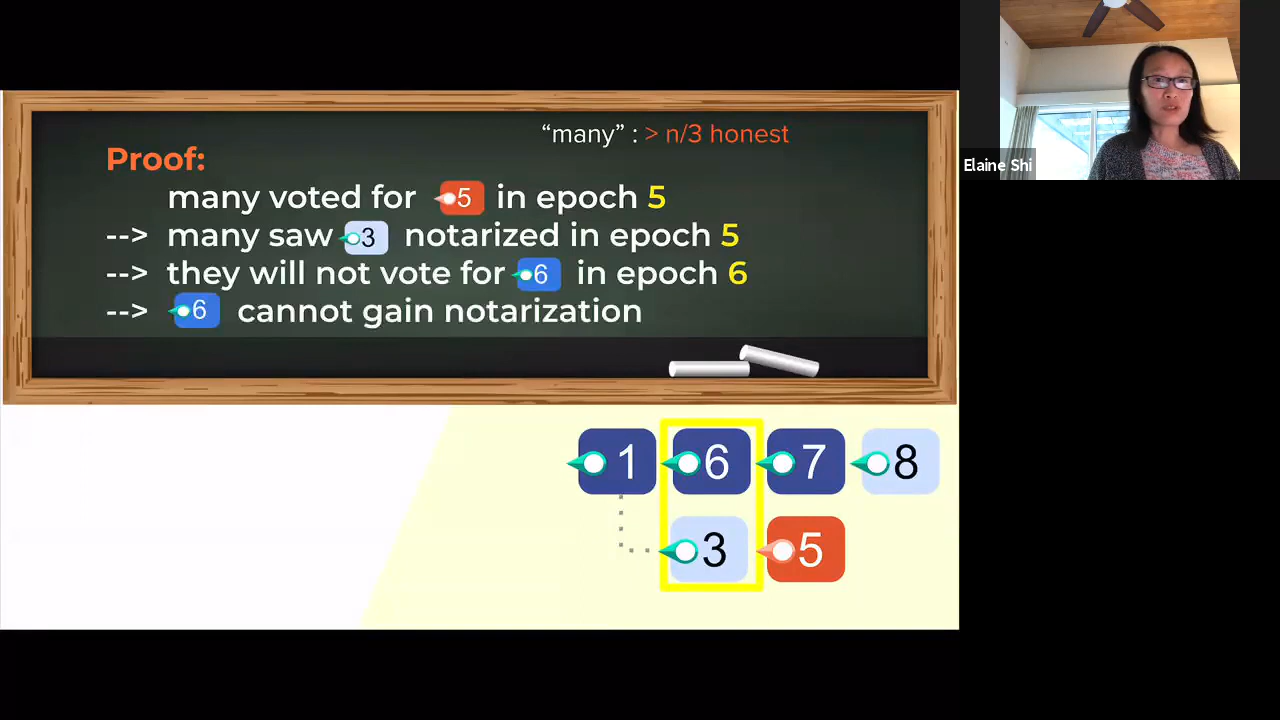 "many" : > n/3 honest
Proof:
many voted for 5 in epoch 5
--> many saw 3 notarized in epoch 5
--> they will not vote for 6 in epoch 6
--> 6 cannot gain notarization
Elaine Shi
1 6 7 8
3 5